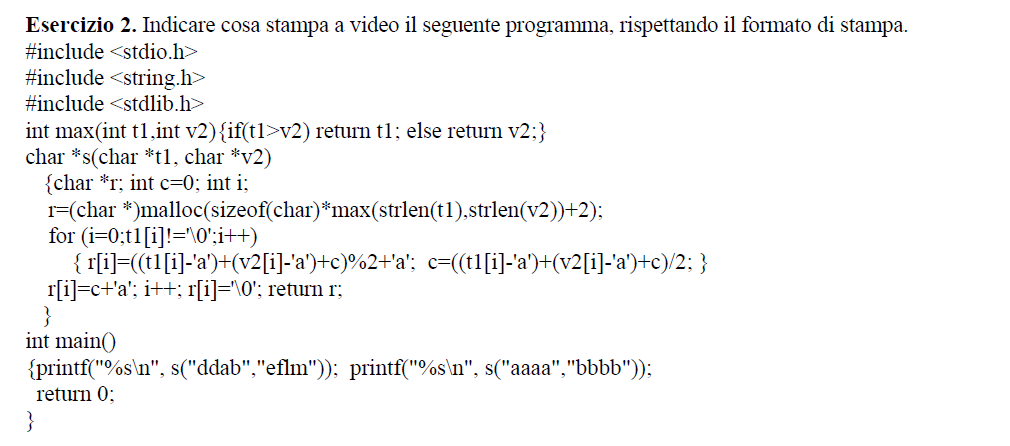 Esercizio 2. Indicare cosa stampa a video il seguente programma, rispettando il formato di stampa.
#include <stdio.h>
#include <string.h>
#include <stdlib.h>
int max(int t1,int v2){if(t1>v2) return t1; else return v2;}
char *s(char *t1, char *v2)
{char *r; int c=0; int i;
r=(char *)malloc(sizeof(char)*max(strlen(t1),strlen(v2))+2);
for (i=0;t1[i]!='\0';i++)
{ r[i]=((t1[i]-'a')+(v2[i]-'a')+c)%2+'a'; c=((t1[i]-'a')+(v2[i]-'a')+c)/2; }
r[i]=c+'a'; i++; r[i]='\0'; return r;
}
int main()
{printf("%s\n", s("ddab","eflm")); printf("%s\n", s("aaaa","bbbb"));
return 0;
}